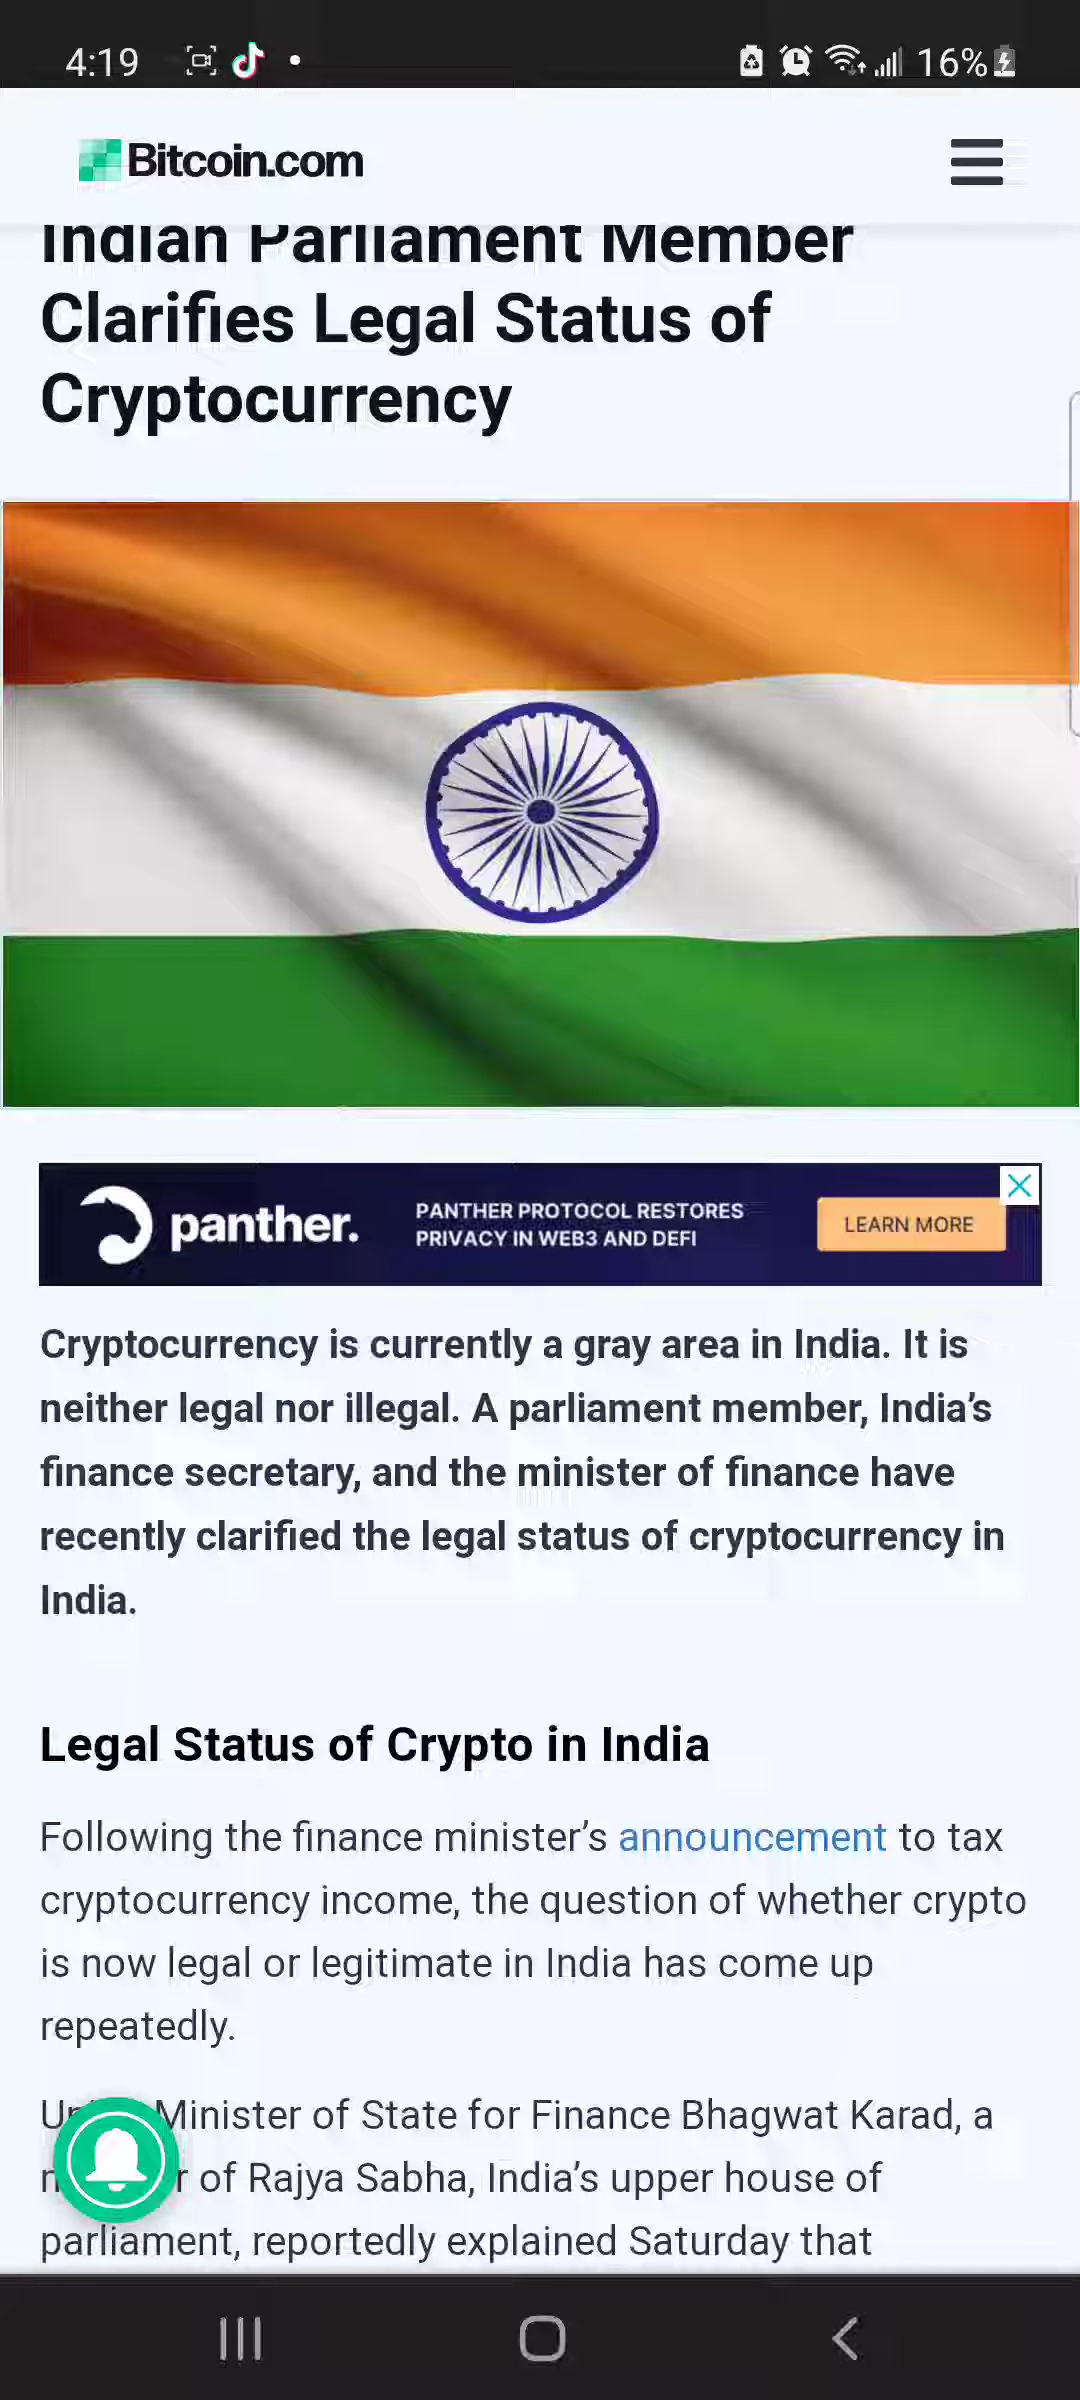 4:19
16%
Bitcoin.com
Indian Parliament Member
Clarifies Legal Status of
Cryptocurrency
panther.
PANTHER PROTOCOL RESTORES
PRIVACY IN WEB3 AND DEFI
LEARN MORE
Cryptocurrency is currently a gray area in India. It is
neither legal nor illegal. A parliament member, India’s
finance secretary, and the minister of finance have
recently clarified the legal status of cryptocurrency in
India.
Legal Status of Crypto in India
Following the finance minister’s announcement to tax
cryptocurrency income, the question of whether crypto
is now legal or legitimate in India has come up
repeatedly.
Minister of State for Finance Bhagwat Karad, a
of Rajya Sabha, India’s upper house of
parliament, reportedly explained Saturday that